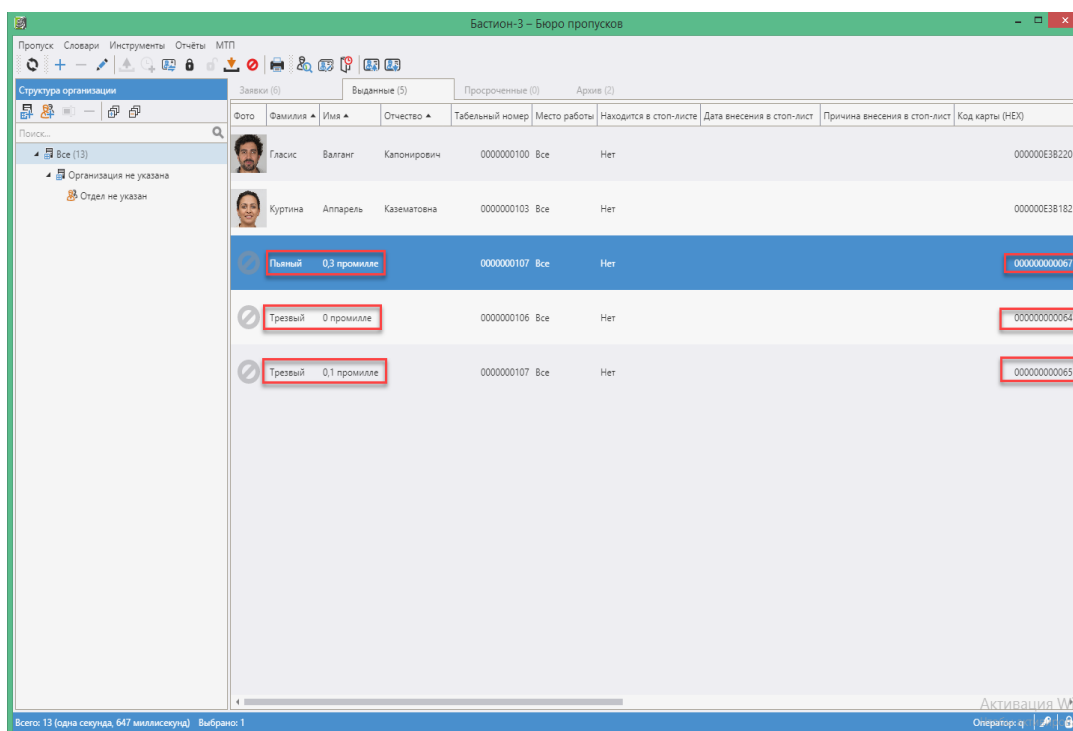 Бастион-3 – Бюро пропусков
Пропуск Словари Инструменты Отчёты МТП
Структура организации
Заявки (6) Выданные (5) Просроченные (0) Архив (2)
Фото Фамилия Имя Отчество Табельный номер Место работы Находится в стоп-листе Дата внесения в стоп-лист Причина внесения в стоп-лист Код карты (HEX)
Поиск...
Все (13)
Организация не указана
Отдел не указан
Гласис Валганг Капонирович 0000000100 Все Нет 000000E3B220
Куртина Аппарель Казематовна 0000000103 Все Нет 000000E3B182
Пьяный 0,3 промилле 0000000107 Все Нет 000000000067
Трезвый 0 промилле 0000000106 Все Нет 000000000064
Трезвый 0,1 промилле 0000000107 Все Нет 000000000065
Активация W
Всего: 13 (одна секунда, 647 миллисекунд) Выбрано: 1 Оператор: q